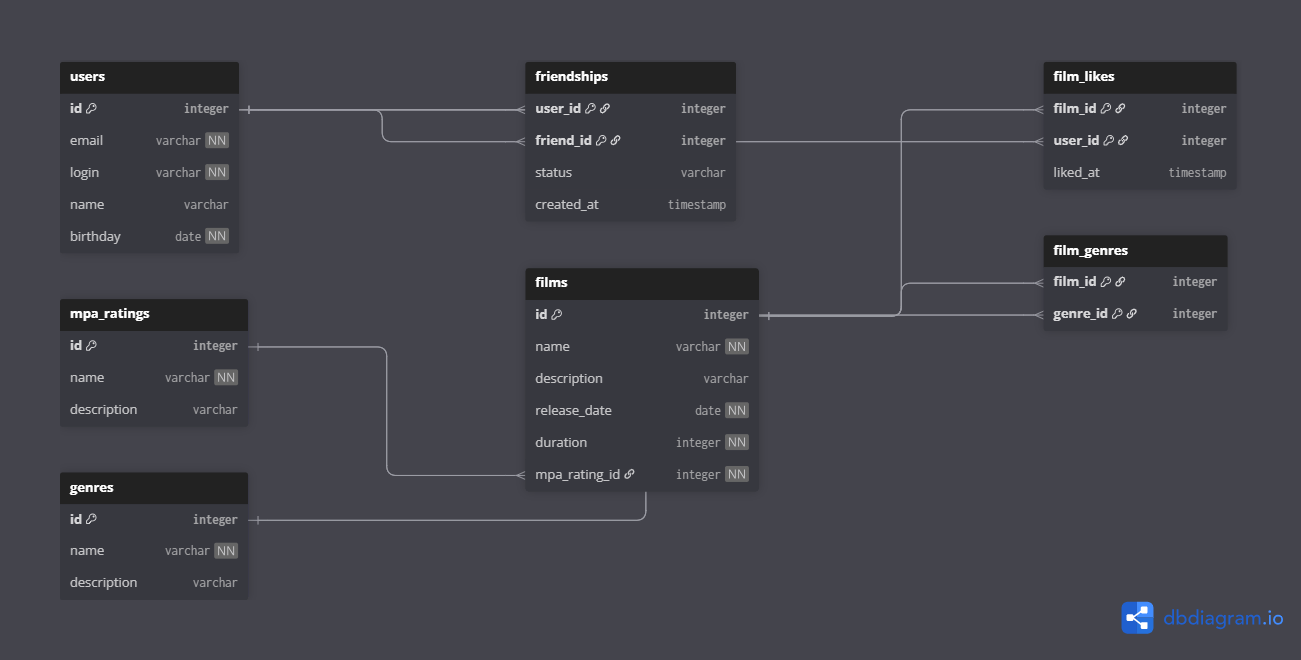 users
id integer
email varchar NN
login varchar NN
name varchar
birthday date NN
friendships
user_id integer
friend_id integer
status varchar
created_at timestamp
film_likes
film_id integer
user_id integer
liked_at timestamp
film_genres
film_id integer
genre_id integer
mpa_ratings
id integer
name varchar NN
description varchar
films
id integer
name varchar NN
description varchar
release_date date NN
duration integer NN
mpa_rating_id integer NN
genres
id integer
name varchar NN
description varchar
dbdiagram.io